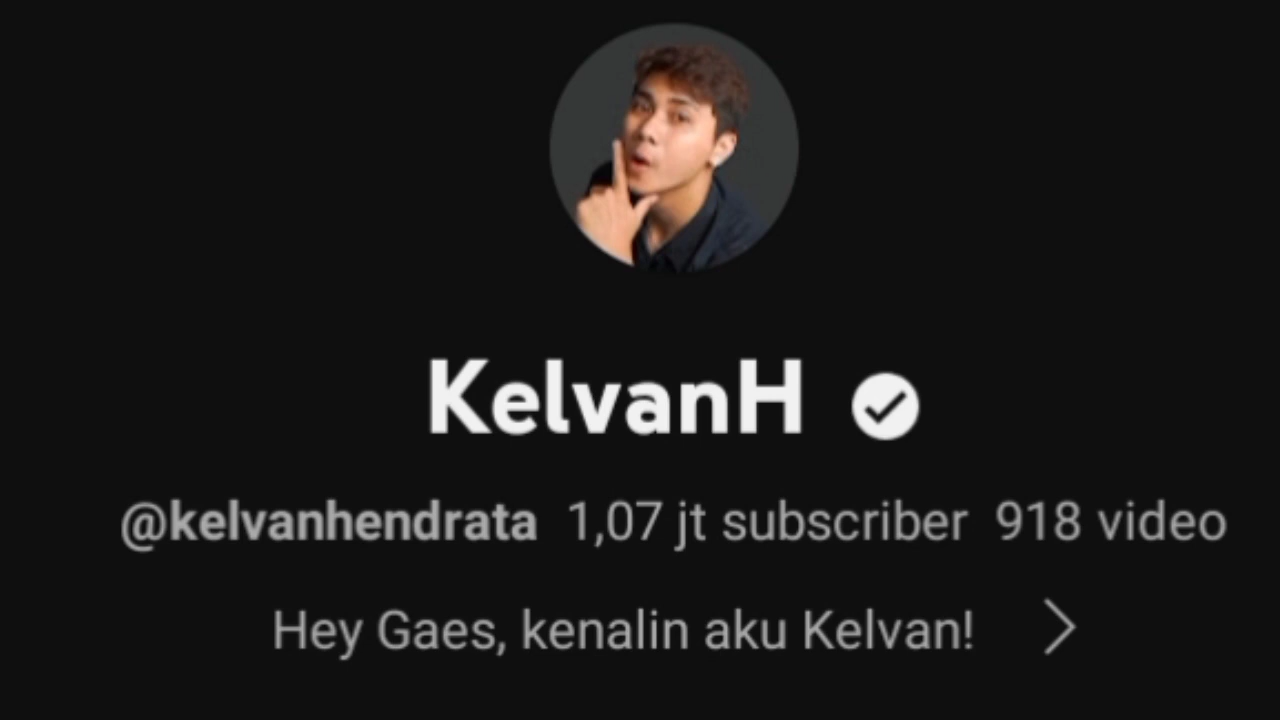 KelvanH
@kelvanhendrata 1,07 jt subscriber 918 video
Hey Gaes, kenalin aku Kelvan!